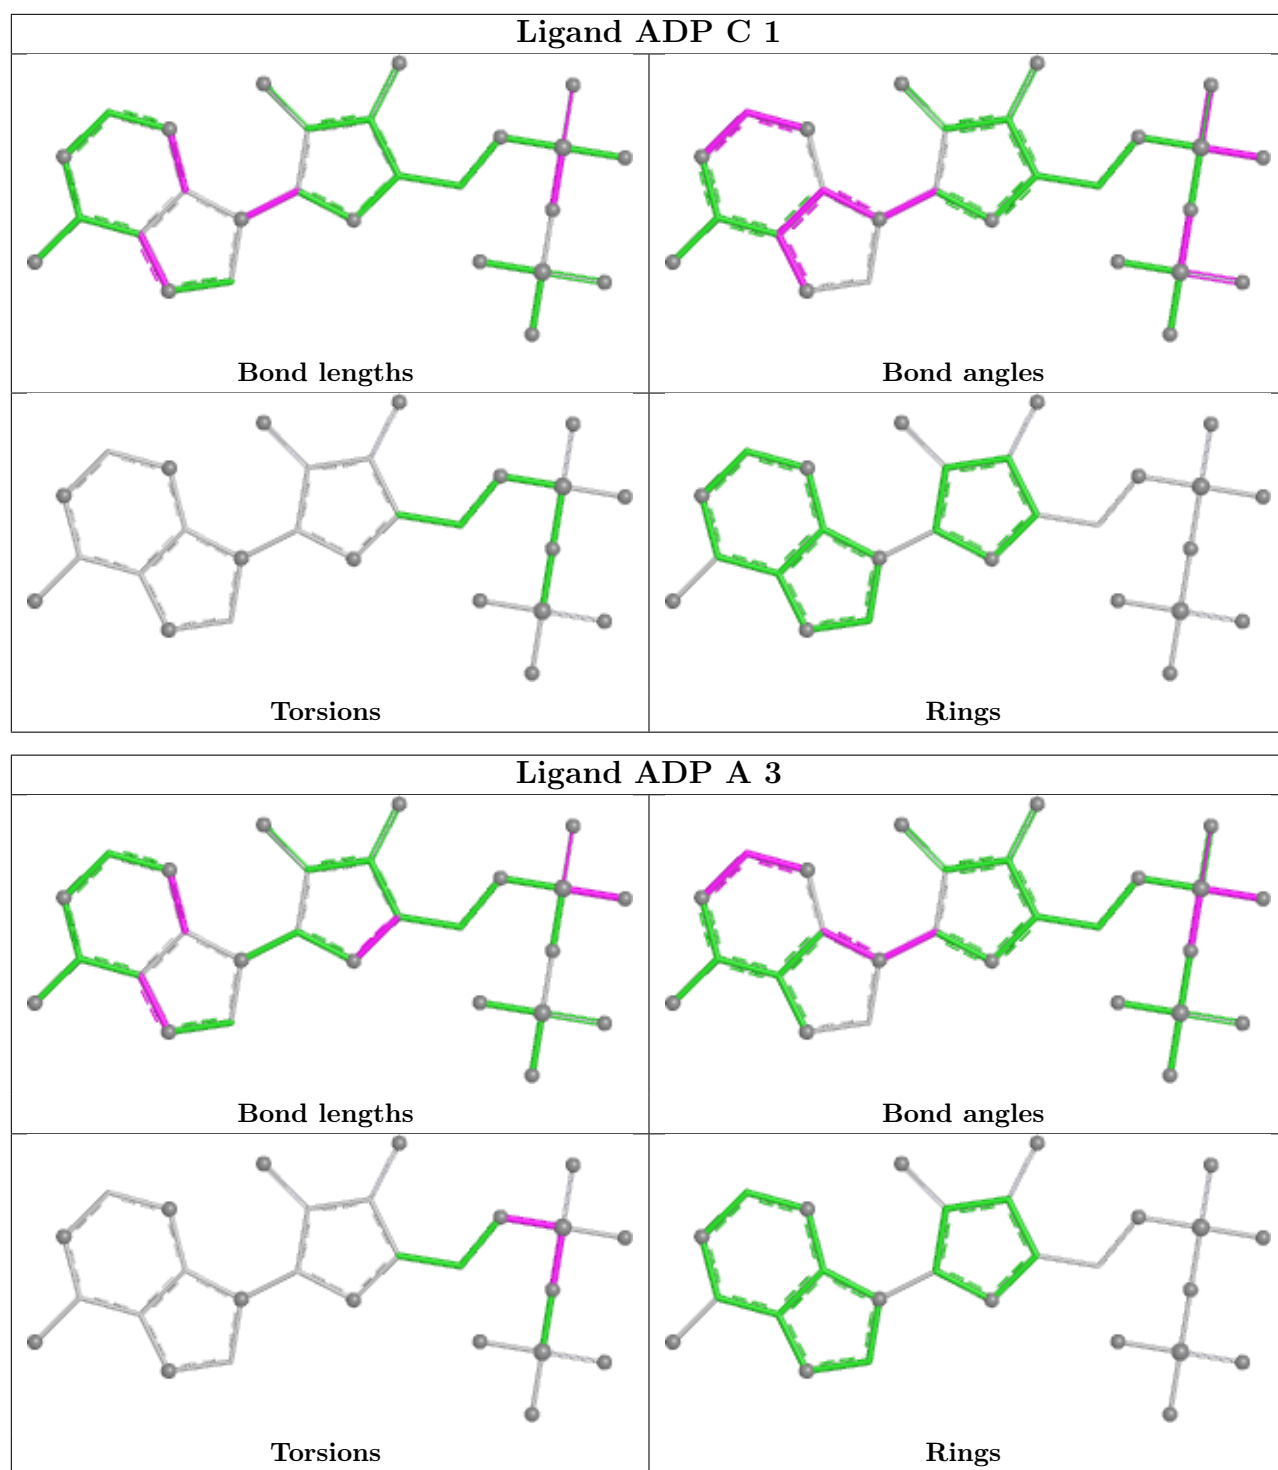 Ligand ADP C 1
Bond lengths
Bond angles
Torsions
Rings
Ligand ADP A 3
Bond lengths
Bond angles
Torsions
Rings